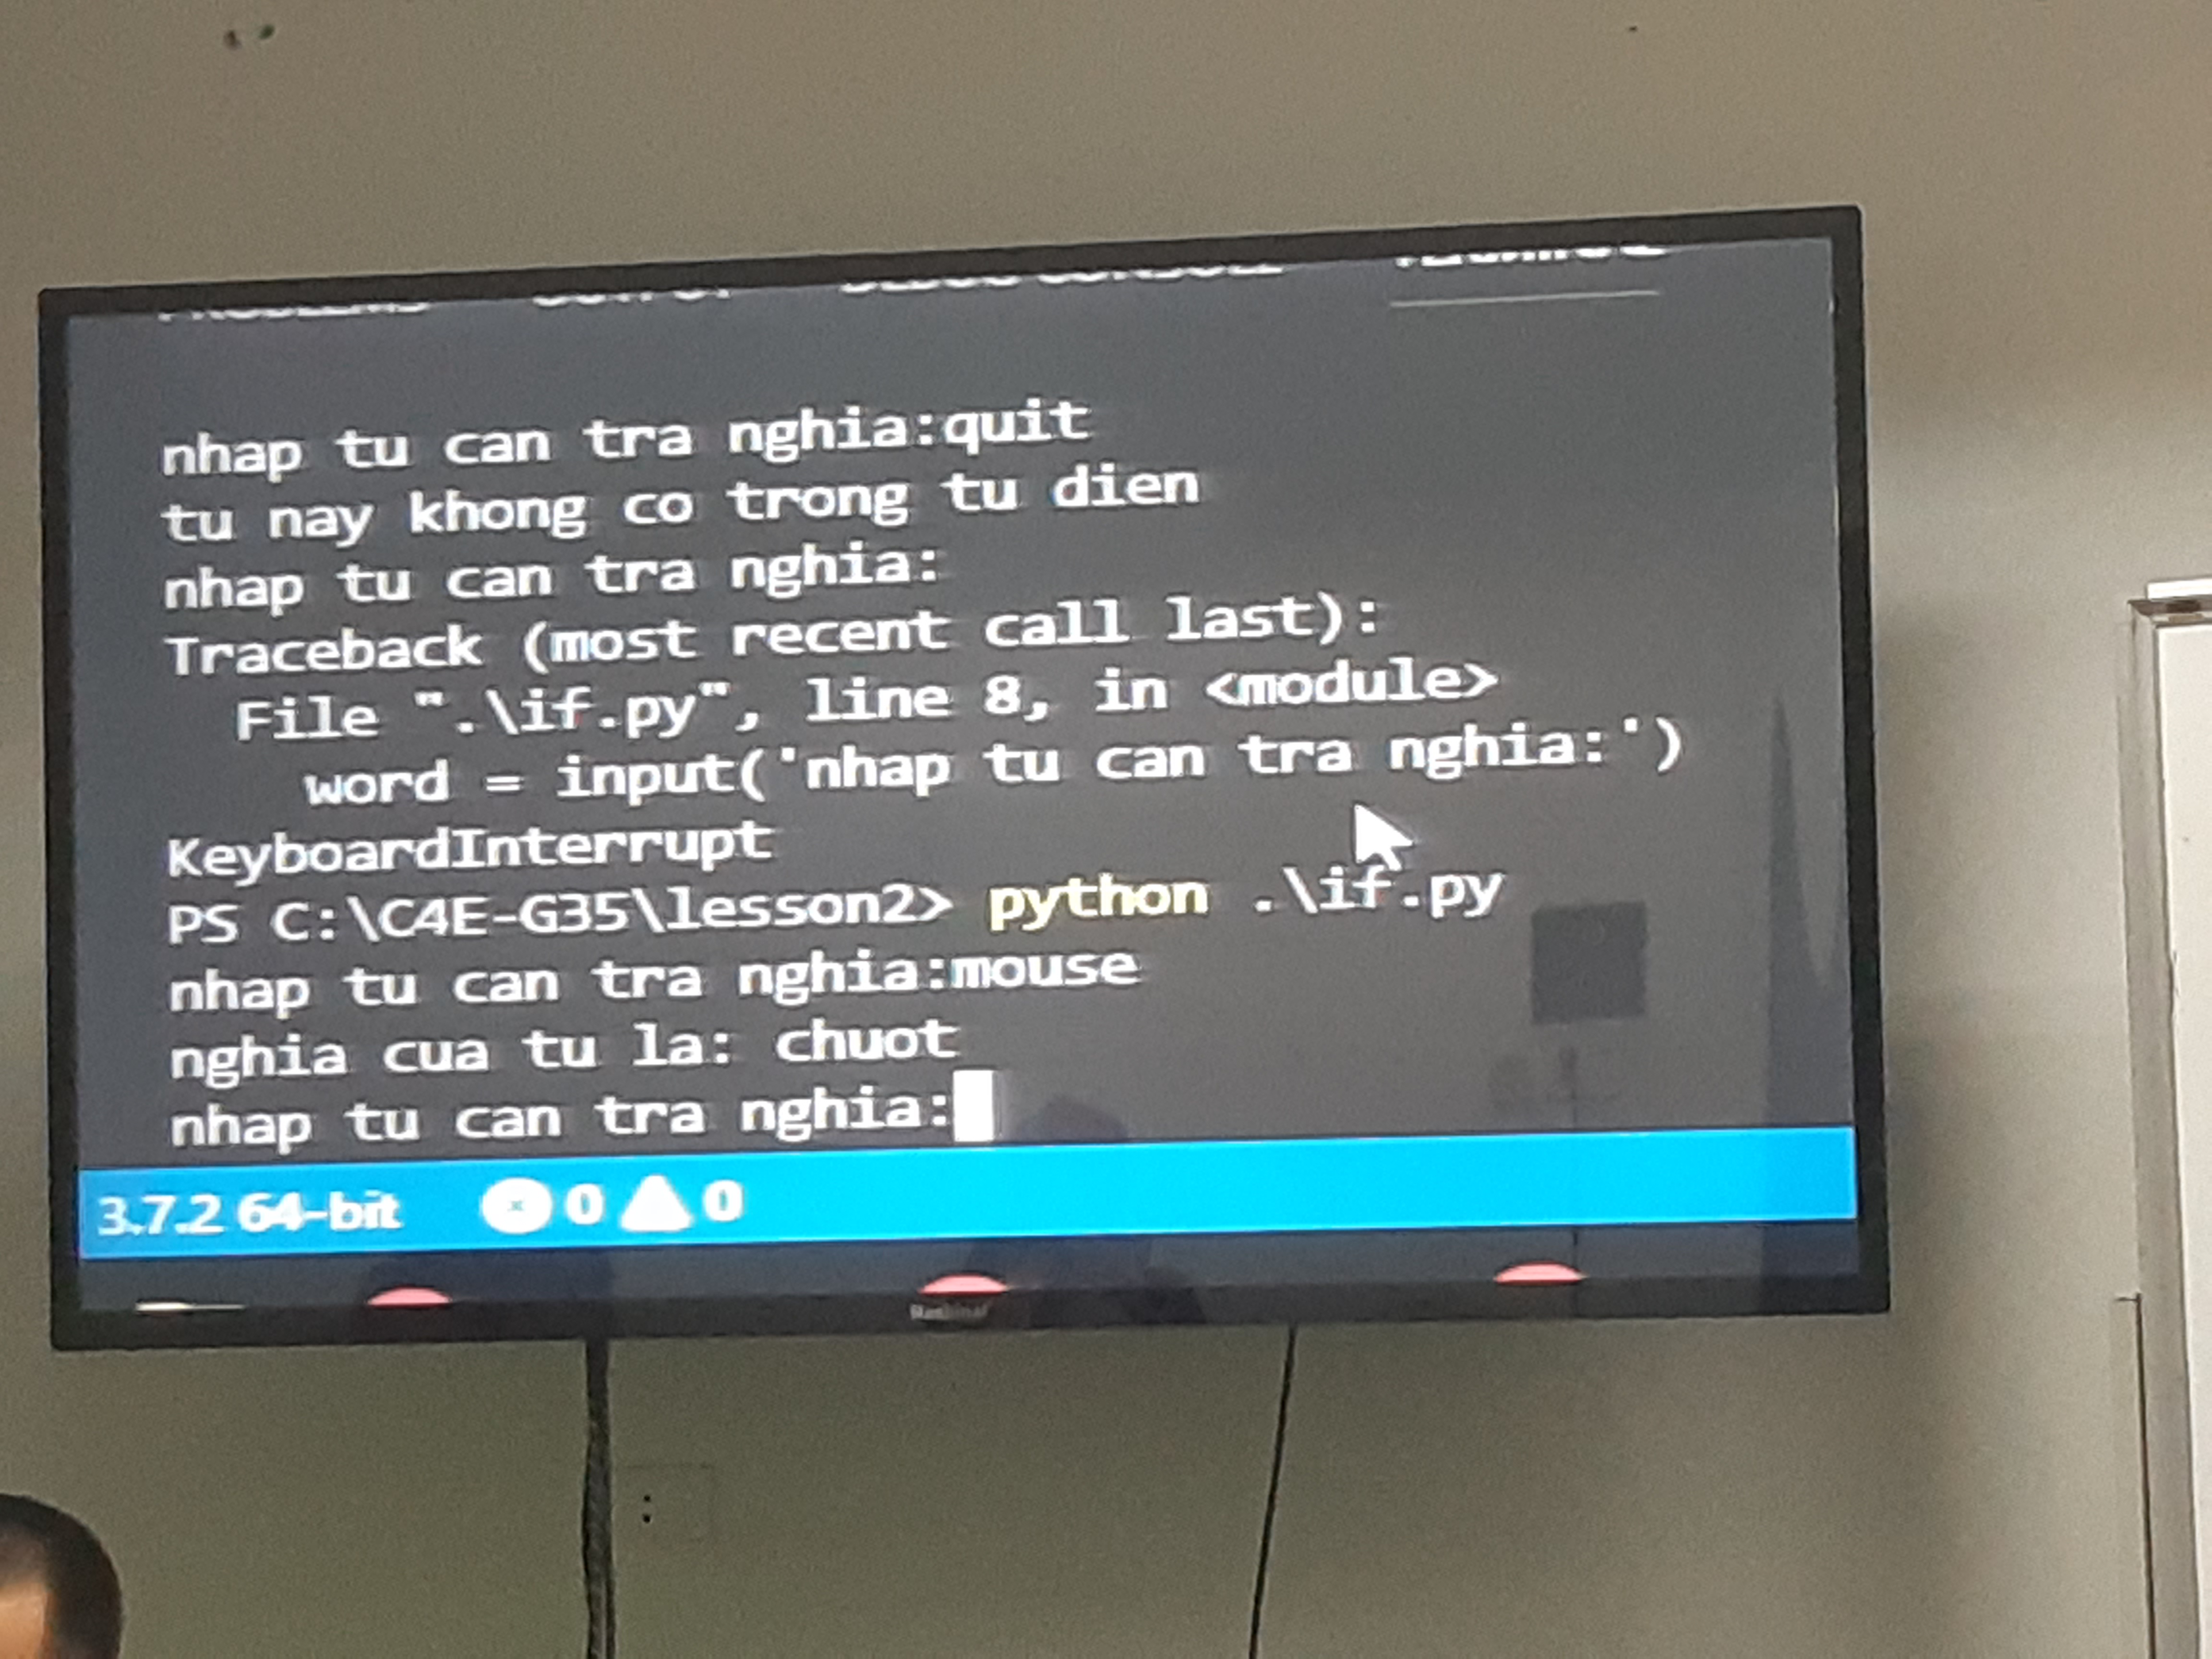 nhap tu can tra nghia:quit
tu nay khong co trong tu dien
nhap tu can tra nghia:
Traceback (most recent call last):
File ".\if.py", line 8, in <module>
word = input('nhap tu can tra nghia:')
KeyboardInterrupt
PS C:\C4E-G35\lesson2> python .\if.py
nhap tu can tra nghia:mouse
nghia cua tu la: chuot
nhap tu can tra nghia:
3.7.2 64-bit 0 0